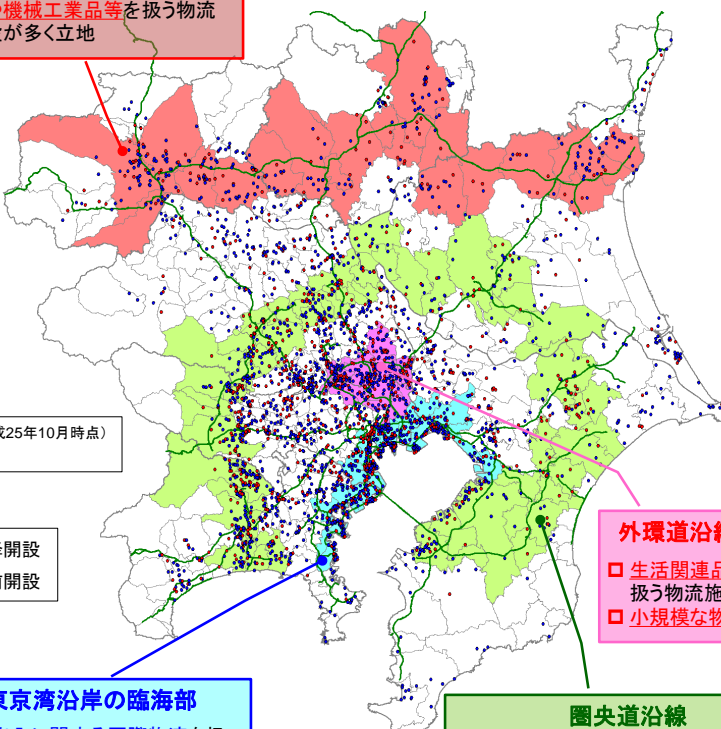 機械工業品等を扱う物流
が多く立地
成25年10月時点）
開設
開設
外環道沿線
生活関連品
扱う物流施
小規模な物
東京湾沿岸の臨海部
圏央道沿線